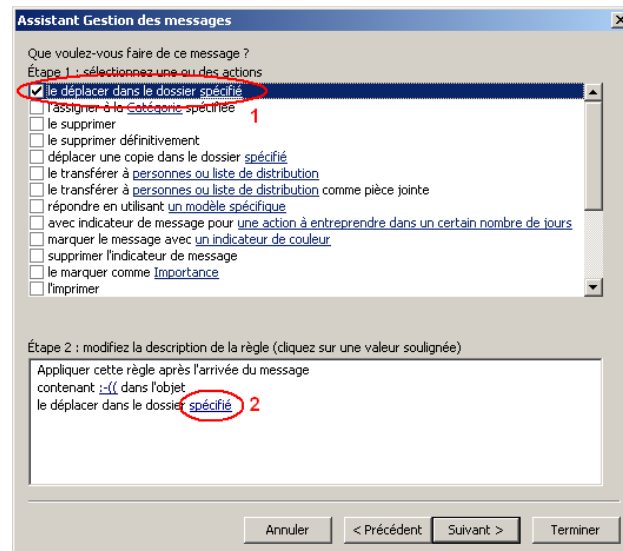 Assistant Gestion des messages
Que voulez-vous faire de ce message ?
Étape 1 : sélectionnez une ou des actions
le déplacer dans le dossier spécifié
1
l'assigner à la Catégorie spécifiée
le supprimer
le supprimer définitivement
déplacer une copie dans le dossier spécifié
le transférer à personnes ou liste de distribution
le transférer à personnes ou liste de distribution comme pièce jointe
répondre en utilisant un modèle spécifique
avec indicateur de message pour une action à entreprendre dans un certain nombre de jours
marquer le message avec un indicateur de couleur
supprimer l'indicateur de message
le marquer comme Importance
l'imprimer
Étape 2 : modifiez la description de la règle (cliquez sur une valeur soulignée)
Appliquer cette règle après l'arrivée du message
contenant :-(( dans l'objet
le déplacer dans le dossier spécifié 2
Annuler < Précédent Suivant > Terminer